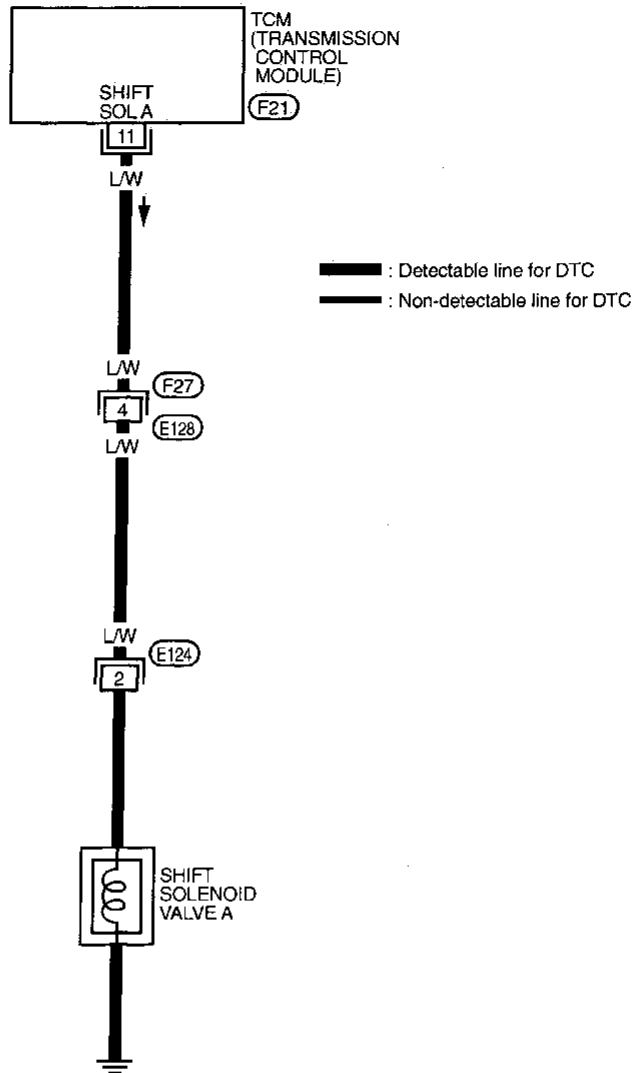 TCM
(TRANSMISSION
CONTROL
MODULE)
SHIFT
SOL A
F21
11
L/W
: Detectable line for DTC
: Non-detectable line for DTC
L/W
F27
4
E128
L/W
L/W
E124
2
SHIFT
SOLENOID
VALVE A